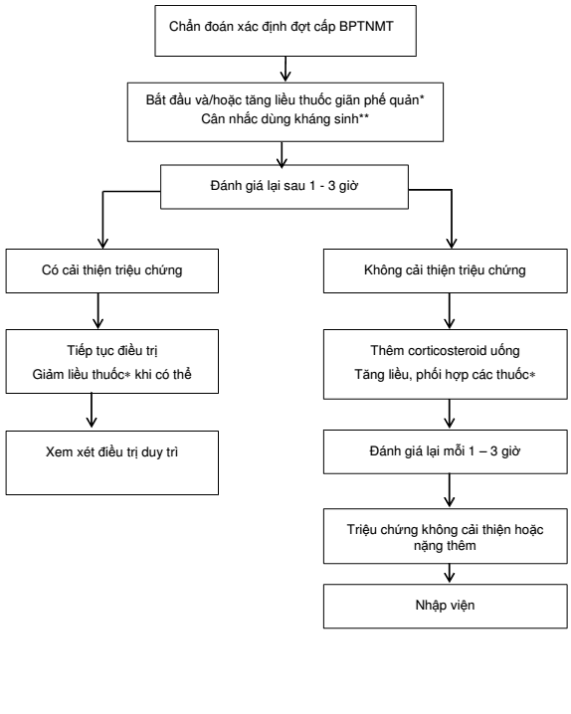 Chẩn đoán xác định đợt cấp BPTNMT
Bắt đầu và/hoặc tăng liều thuốc giãn phế quản*
Cân nhắc dùng kháng sinh**
Đánh giá lại sau 1 - 3 giờ
Có cải thiện triệu chứng
Tiếp tục điều trị
Giảm liều thuốc* khi có thể
Xem xét điều trị duy trì
Không cải thiện triệu chứng
Thêm corticosteroid uống
Tăng liều, phối hợp các thuốc*
Đánh giá lại mỗi 1 – 3 giờ
Triệu chứng không cải thiện hoặc
nặng thêm
Nhập viện